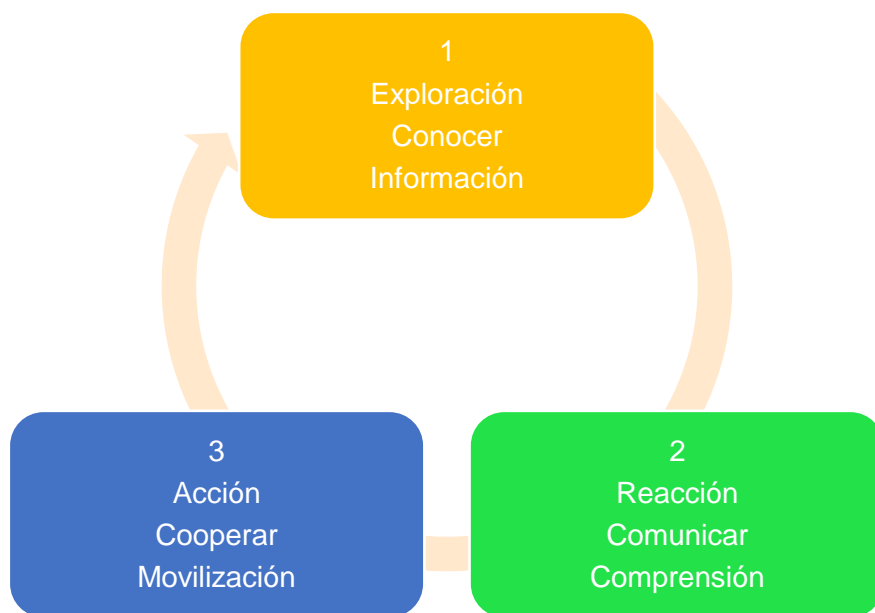 1
Exploración
Conocer
Información
2
Reacción
Comunicar
Comprensión
3
Acción
Cooperar
Movilización